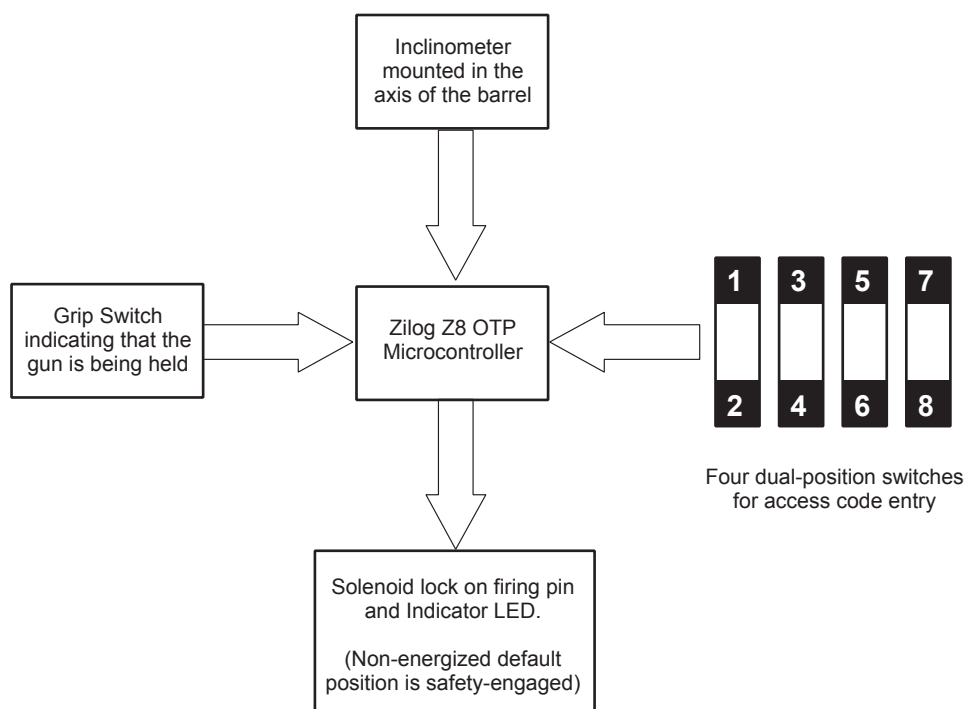 Inclinometer
mounted in the
axis of the barrel
Grip Switch
indicating that the
gun is being held
Zilog Z8 OTP
Microcontroller
1 3 5 7
2 4 6 8
Four dual-position switches
for access code entry
Solenoid lock on firing pin
and Indicator LED.
(Non-energized default
position is safety-engaged)